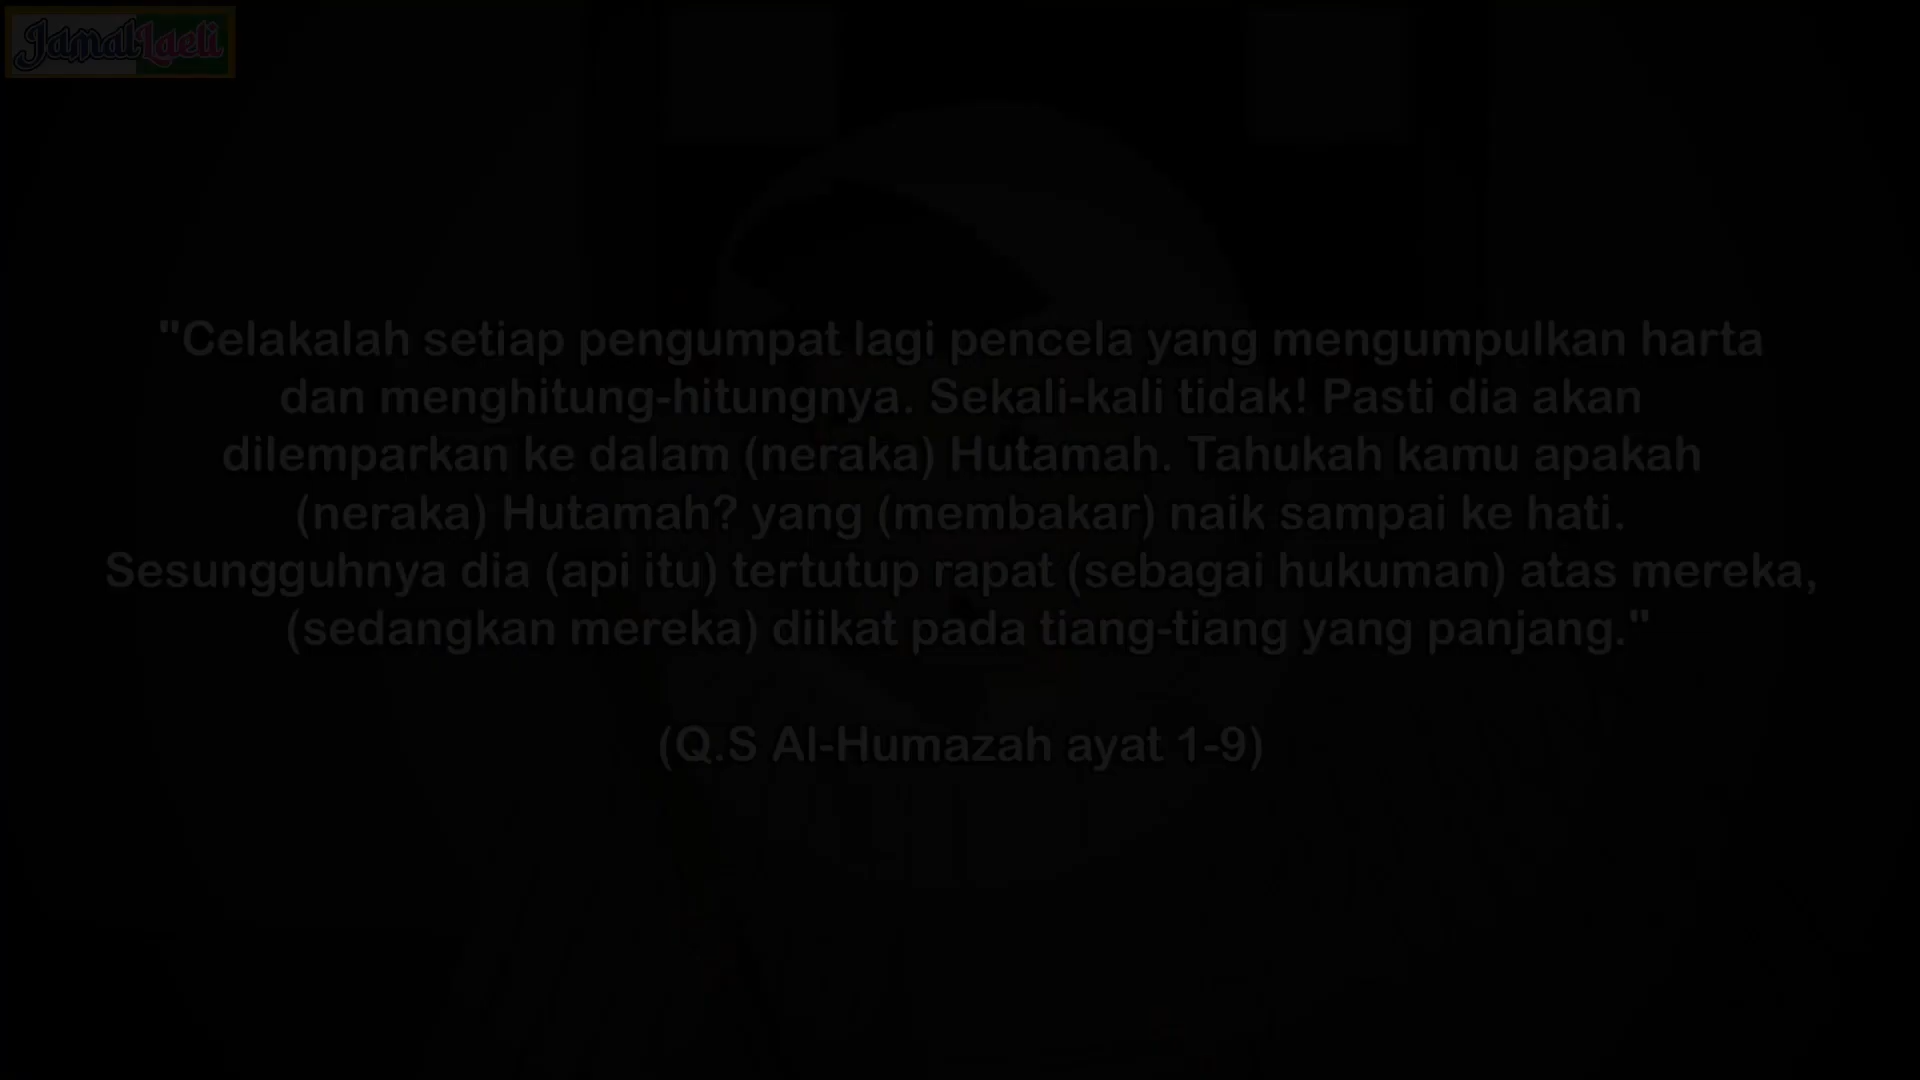 JamalLaeli
"Celakalah setiap pengumpat lagi pencela yang mengumpulkan harta
dan menghitung-hitungnya. Sekali-kali tidak! Pasti dia akan
dilemparkan ke dalam (neraka) Hutamah. Tahukah kamu apakah
(neraka) Hutamah? yang (membakar) naik sampai ke hati.
Sesungguhnya dia (api itu) tertutup rapat (sebagai hukuman) atas mereka,
(sedangkan mereka) diikat pada tiang-tiang yang panjang."
(Q.S Al-Humazah ayat 1-9)